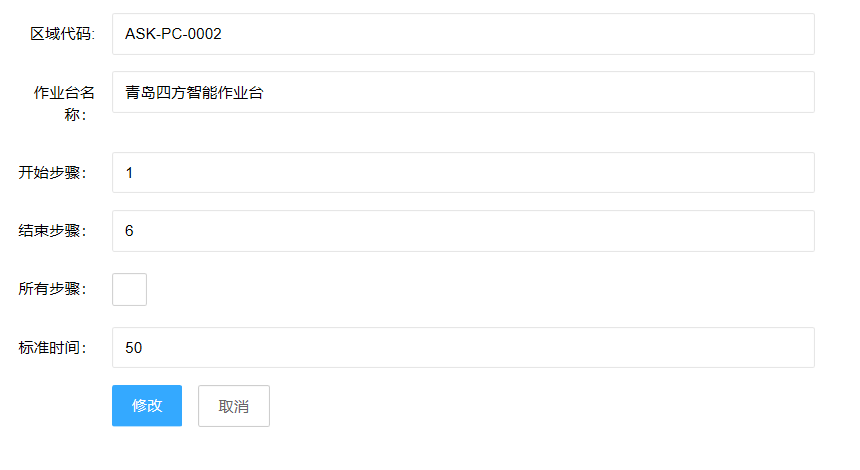 区域代码: ASK-PC-0002
作业台名 青岛四方智能作业台
称：
开始步骤： 1
结束步骤： 6
所有步骤：
标准时间： 50
修改 取消